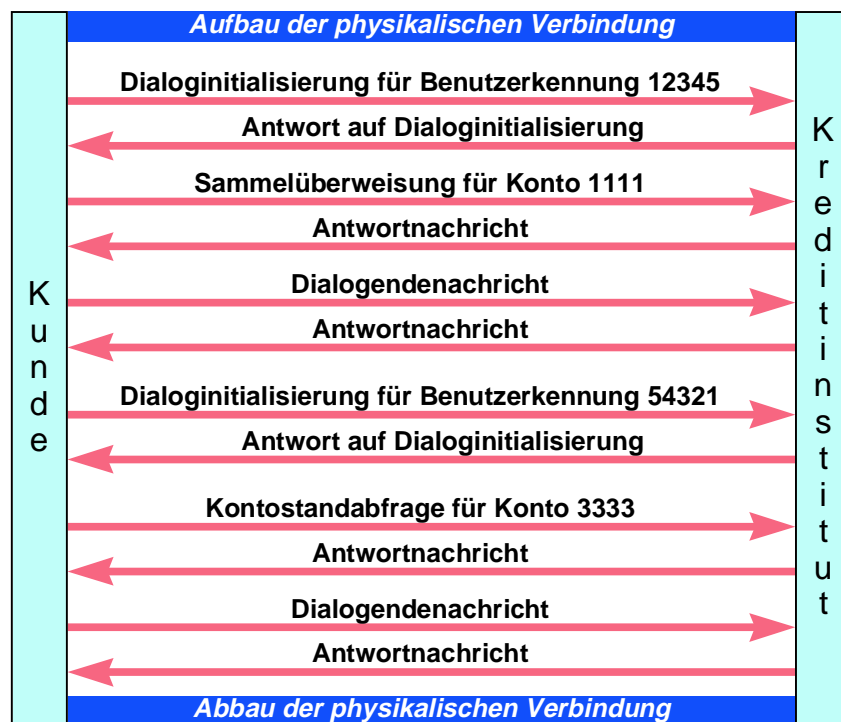 Aufbau der physikalischen Verbindung
Dialoginitialisierung für Benutzerkennung 12345
Antwort auf Dialoginitialisierung
Sammelüberweisung für Konto 1111
Antwortnachricht
Dialogendenachricht
Antwortnachricht
Dialoginitialisierung für Benutzerkennung 54321
Antwort auf Dialoginitialisierung
Kontostandabfrage für Konto 3333
Antwortnachricht
Dialogendenachricht
Antwortnachricht
Abbau der physikalischen Verbindung
Kunde
Kreditinstitut